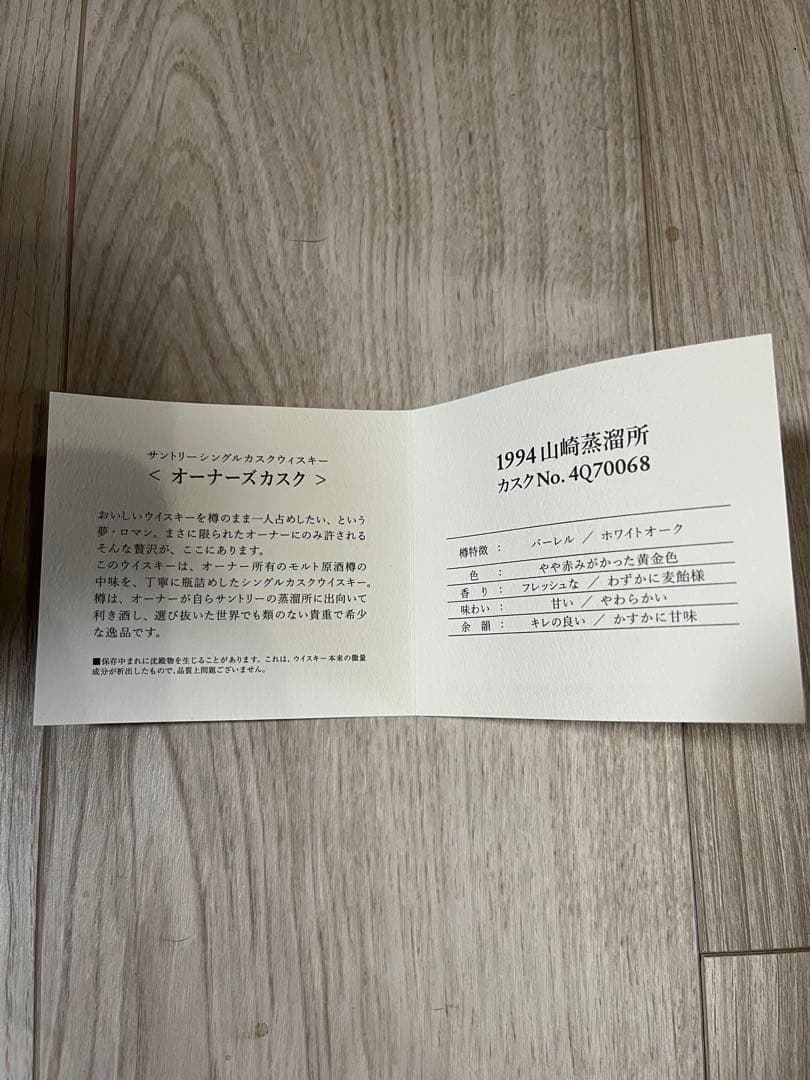 サントリーシングルカスクウィスキー
< オーナーズカスク >
おいしいウイスキーを樽のまま一人占めしたい、という
夢・ロマン。まさに限られたオーナーにのみ許される
そんな贅沢が、ここにあります。
このウイスキーは、オーナー所有のモルト原酒樽の
中味を、丁寧に瓶詰めしたシングルカスクウイスキー。
樽は、オーナーが自らサントリーの蒸溜所に出向いて
利き酒し、選び抜いた世界でも類のない貴重で希少
な逸品です。
■保存中まれに沈殿物を生じることがあります。これは、ウイスキー本来の微量
成分が析出したもので、品質上問題ございません。
1994 山崎蒸溜所
カスクNo. 4Q70068
樽特徴 : バーレル / ホワイトオーク
色 : やや赤みがかった黄金色
香り : フレッシュな / わずかに麦飴様
味わい : 甘い / やわらかい
余韻 : キレの良い / かすかに甘味